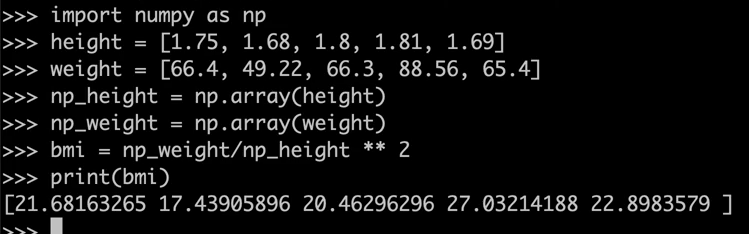 >>> import numpy as np
>>> height = [1.75, 1.68, 1.8, 1.81, 1.69]
>>> weight = [66.4, 49.22, 66.3, 88.56, 65.4]
>>> np_height = np.array(height)
>>> np_weight = np.array(weight)
>>> bmi = np_weight/np_height ** 2
>>> print(bmi)
[21.68163265 17.43905896 20.46296296 27.03214188 22.8983579 ]
>>>